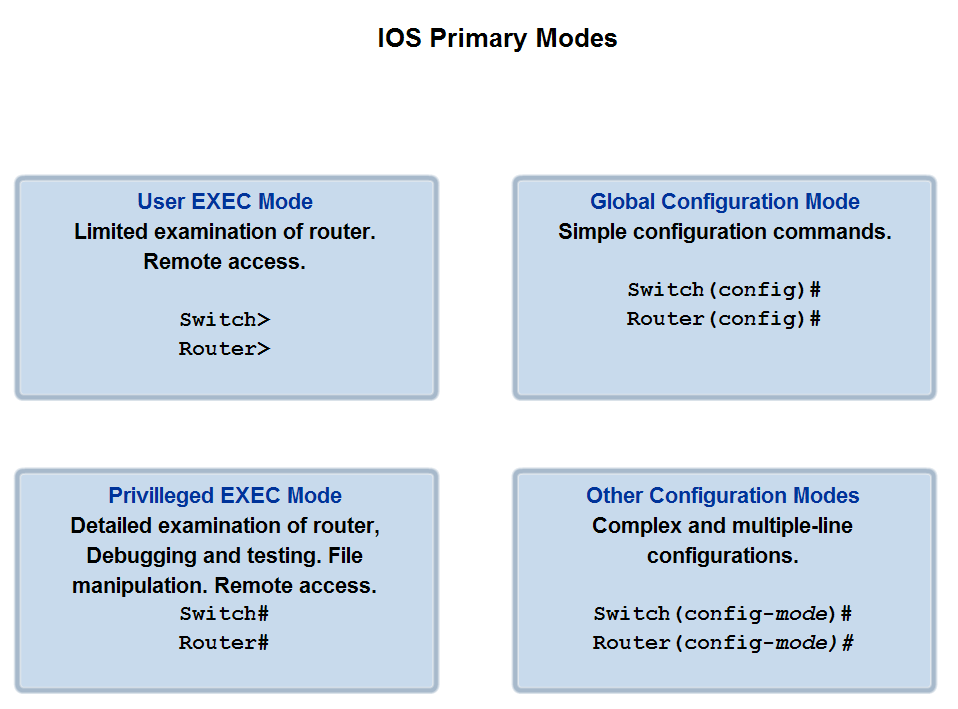 IOS Primary Modes
User EXEC Mode
Limited examination of router.
Remote access.
Switch>
Router>
Global Configuration Mode
Simple configuration commands.
Switch(config)#
Router(config)#
Privilleged EXEC Mode
Detailed examination of router,
Debugging and testing. File
manipulation. Remote access.
Switch#
Router#
Other Configuration Modes
Complex and multiple-line
configurations.
Switch(config-mode)#
Router(config-mode)#